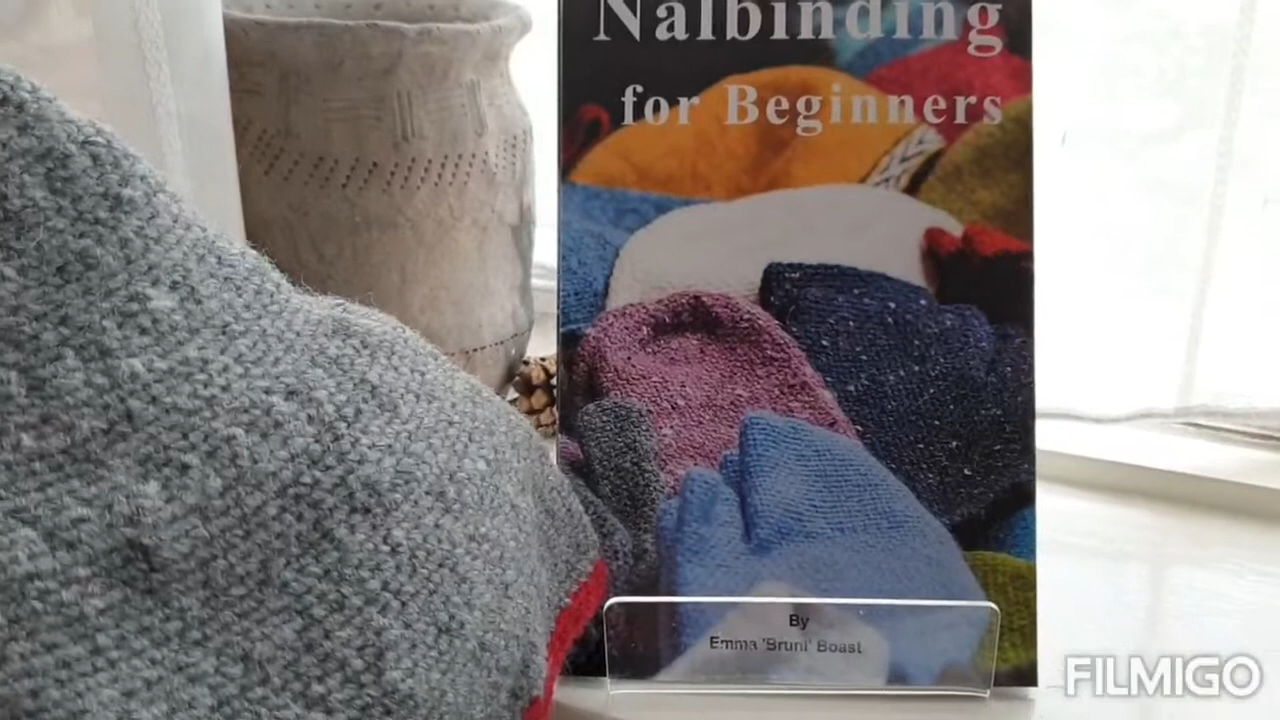 Nalbinding
for Beginners
By
Emma 'Bruni' Boast
FILMIGO